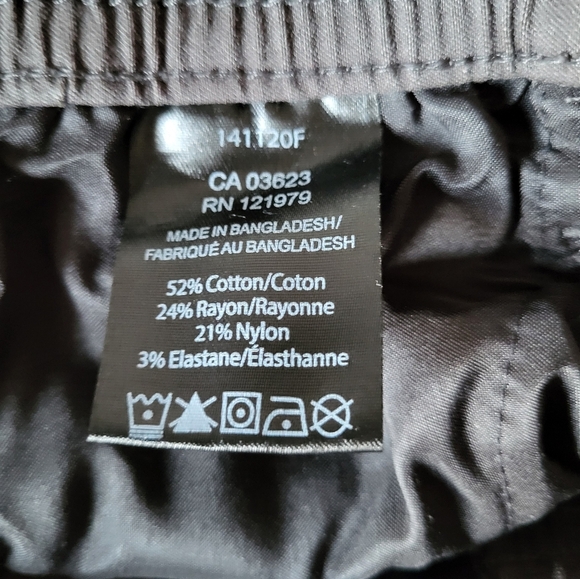 141120F
CA 03623
RN 121979
MADE IN BANGLADESH/
FABRIQUÉ AU BANGLADESH
52% Cotton/Coton
24% Rayon/Rayonne
21% Nylon
3% Elastane/Élasthanne